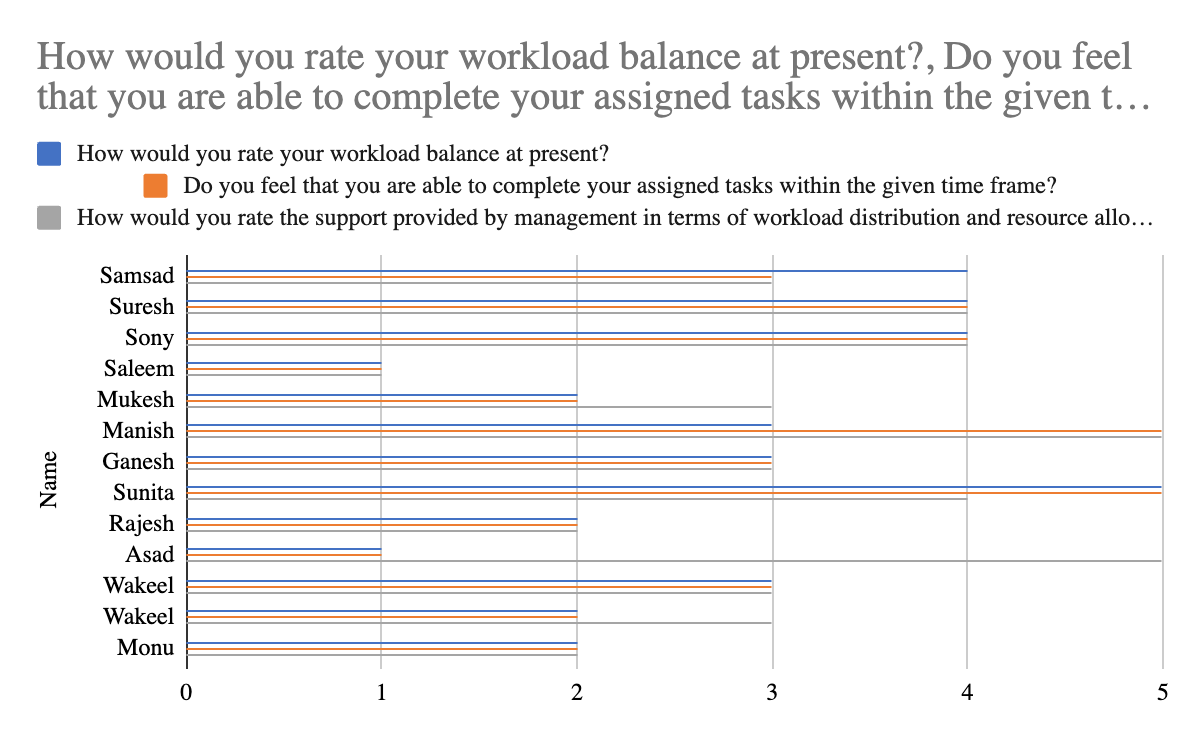 How would you rate your workload balance at present?, Do you feel
that you are able to complete your assigned tasks within the given t…
How would you rate your workload balance at present?
Do you feel that you are able to complete your assigned tasks within the given time frame?
How would you rate the support provided by management in terms of workload distribution and resource allo…
Name
Samsad
Suresh
Sony
Saleem
Mukesh
Manish
Ganesh
Sunita
Rajesh
Asad
Wakeel
Wakeel
Monu
0 1 2 3 4 5